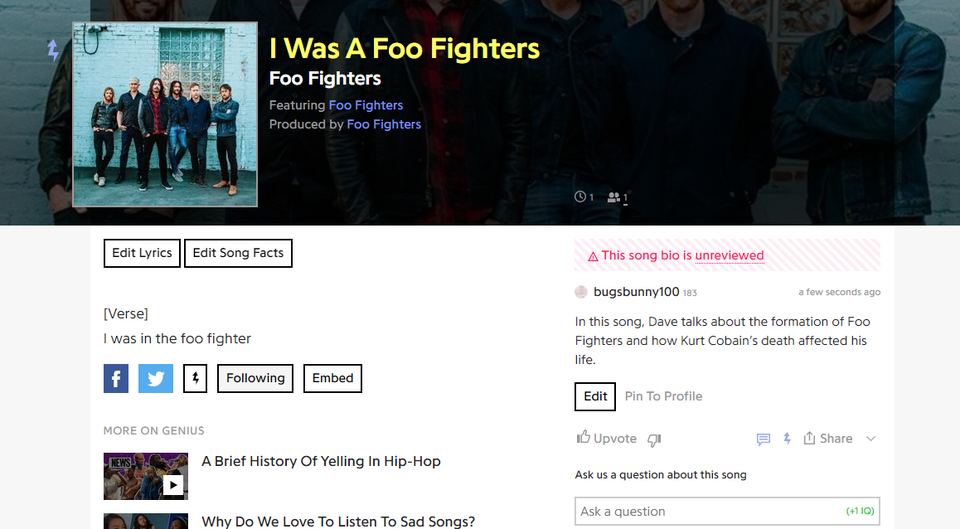 I Was A Foo Fighters
Foo Fighters
Featuring Foo Fighters
Produced by Foo Fighters
1 1
Edit Lyrics Edit Song Facts
[Verse]
I was in the foo fighter
Following Embed
MORE ON GENIUS
NEWS
A Brief History Of Yelling In Hip-Hop
Why Do We Love To Listen To Sad Songs?
This song bio is unreviewed
bugsbunny100 183 a few seconds ago
In this song, Dave talks about the formation of Foo
Fighters and how Kurt Cobain's death affected his
life.
Edit Pin To Profile
Upvote Share
Ask us a question about this song
Ask a question (+1 IQ)